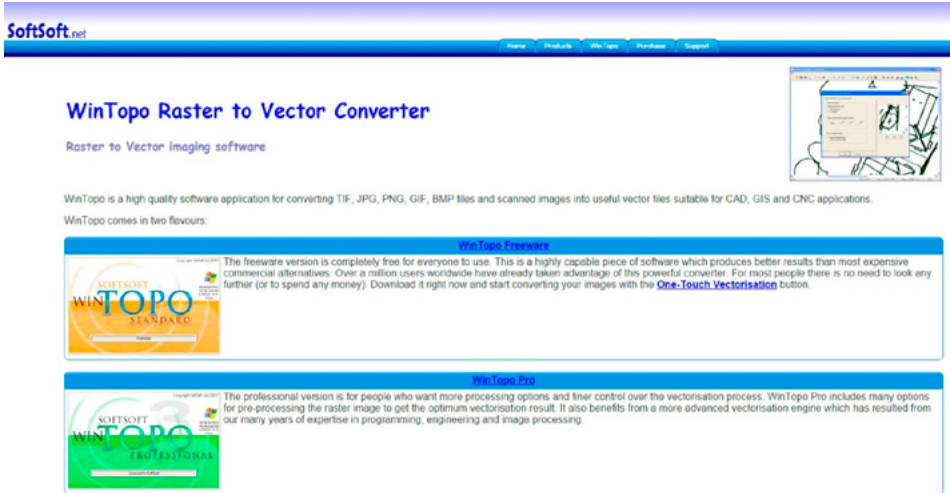 SoftSoft.net
Home Products WinTopo Purchase Support
WinTopo Raster to Vector Converter
Raster to Vector imaging software
WinTopo is a high quality software application for converting TIF, JPG, PNG, GIF, BMP files and scanned images into useful vector files suitable for CAD, GIS and CNC applications.
WinTopo comes in two flavours:
WinTopo Freeware
The freeware version is completely free for everyone to use. This is a highly capable piece of software which produces better results than most expensive
commercial alternatives. Over a million users worldwide have already taken advantage of this powerful converter. For most people there is no need to look any
further (or to spend any money). Download it right now and start converting your images with the One-Touch Vectorisation button.
SOFTSOFT
WINTOPO
STANDARD
Freeware
WinTopo Pro
The professional version is for people who want more processing options and finer control over the vectorisation process. WinTopo Pro includes many options
for pre-processing the raster image to get the optimum vectorisation result. It also benefits from a more advanced vectorisation engine which has resulted from
our many years of expertise in programming, engineering and image processing.
SOFTSOFT
3
WINTOPO
PROFESSIONAL